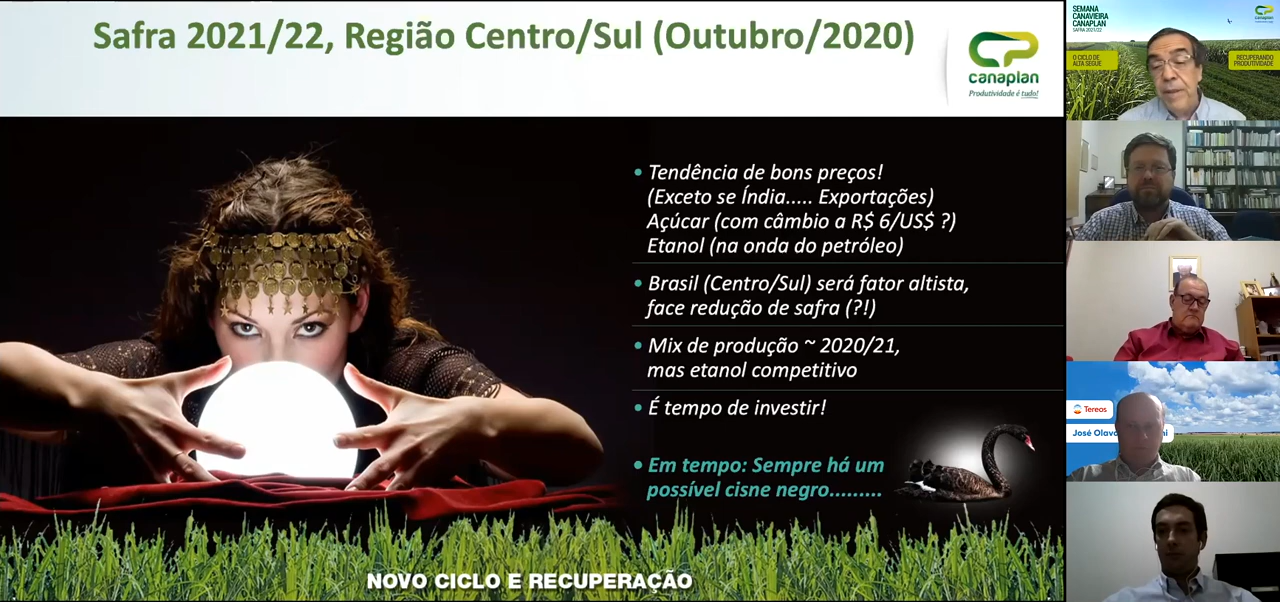 Safra 2021/22, Região Centro/Sul (Outubro/2020)
canaplan
Produtividade é tudo!
• Tendência de bons preços!
(Exceto se Índia..... Exportações)
Açúcar (com câmbio a R$ 6/US$ ?)
Etanol (na onda do petróleo)
• Brasil (Centro/Sul) será fator altista,
face redução de safra (?!)
• Mix de produção ~ 2020/21,
mas etanol competitivo
• É tempo de investir!
• Em tempo: Sempre há um
possível cisne negro.........
NOVO CICLO E RECUPERAÇÃO
SEMANA
CANAVIEIRA
CANAPLAN
SAFRA 2021/22
O CICLO DE
ALTA SEGUE
RECUPERANDO
PRODUTIVIDADE
Tereos
José